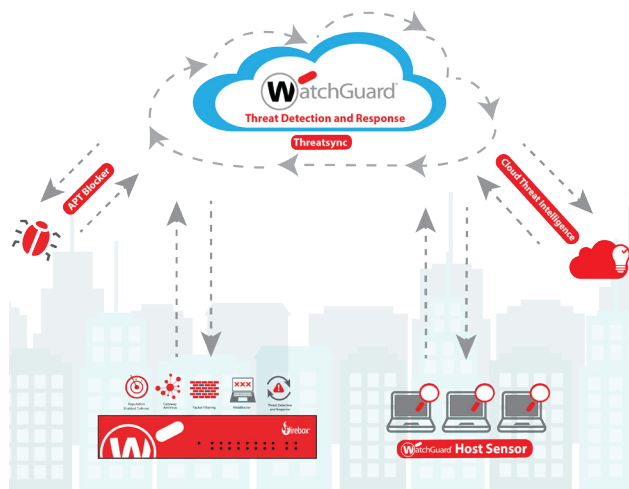 WatchGuard
Threat Detection and Response
Threatsync
APT Blocker
Cloud Threat Intelligence
Reputation
Enabled Defense
Gateway
AntiVirus
Packet Filtering
WebBlocker
Threat Detection
and Response
XXX
W
Firebox
WatchGuard Host Sensor